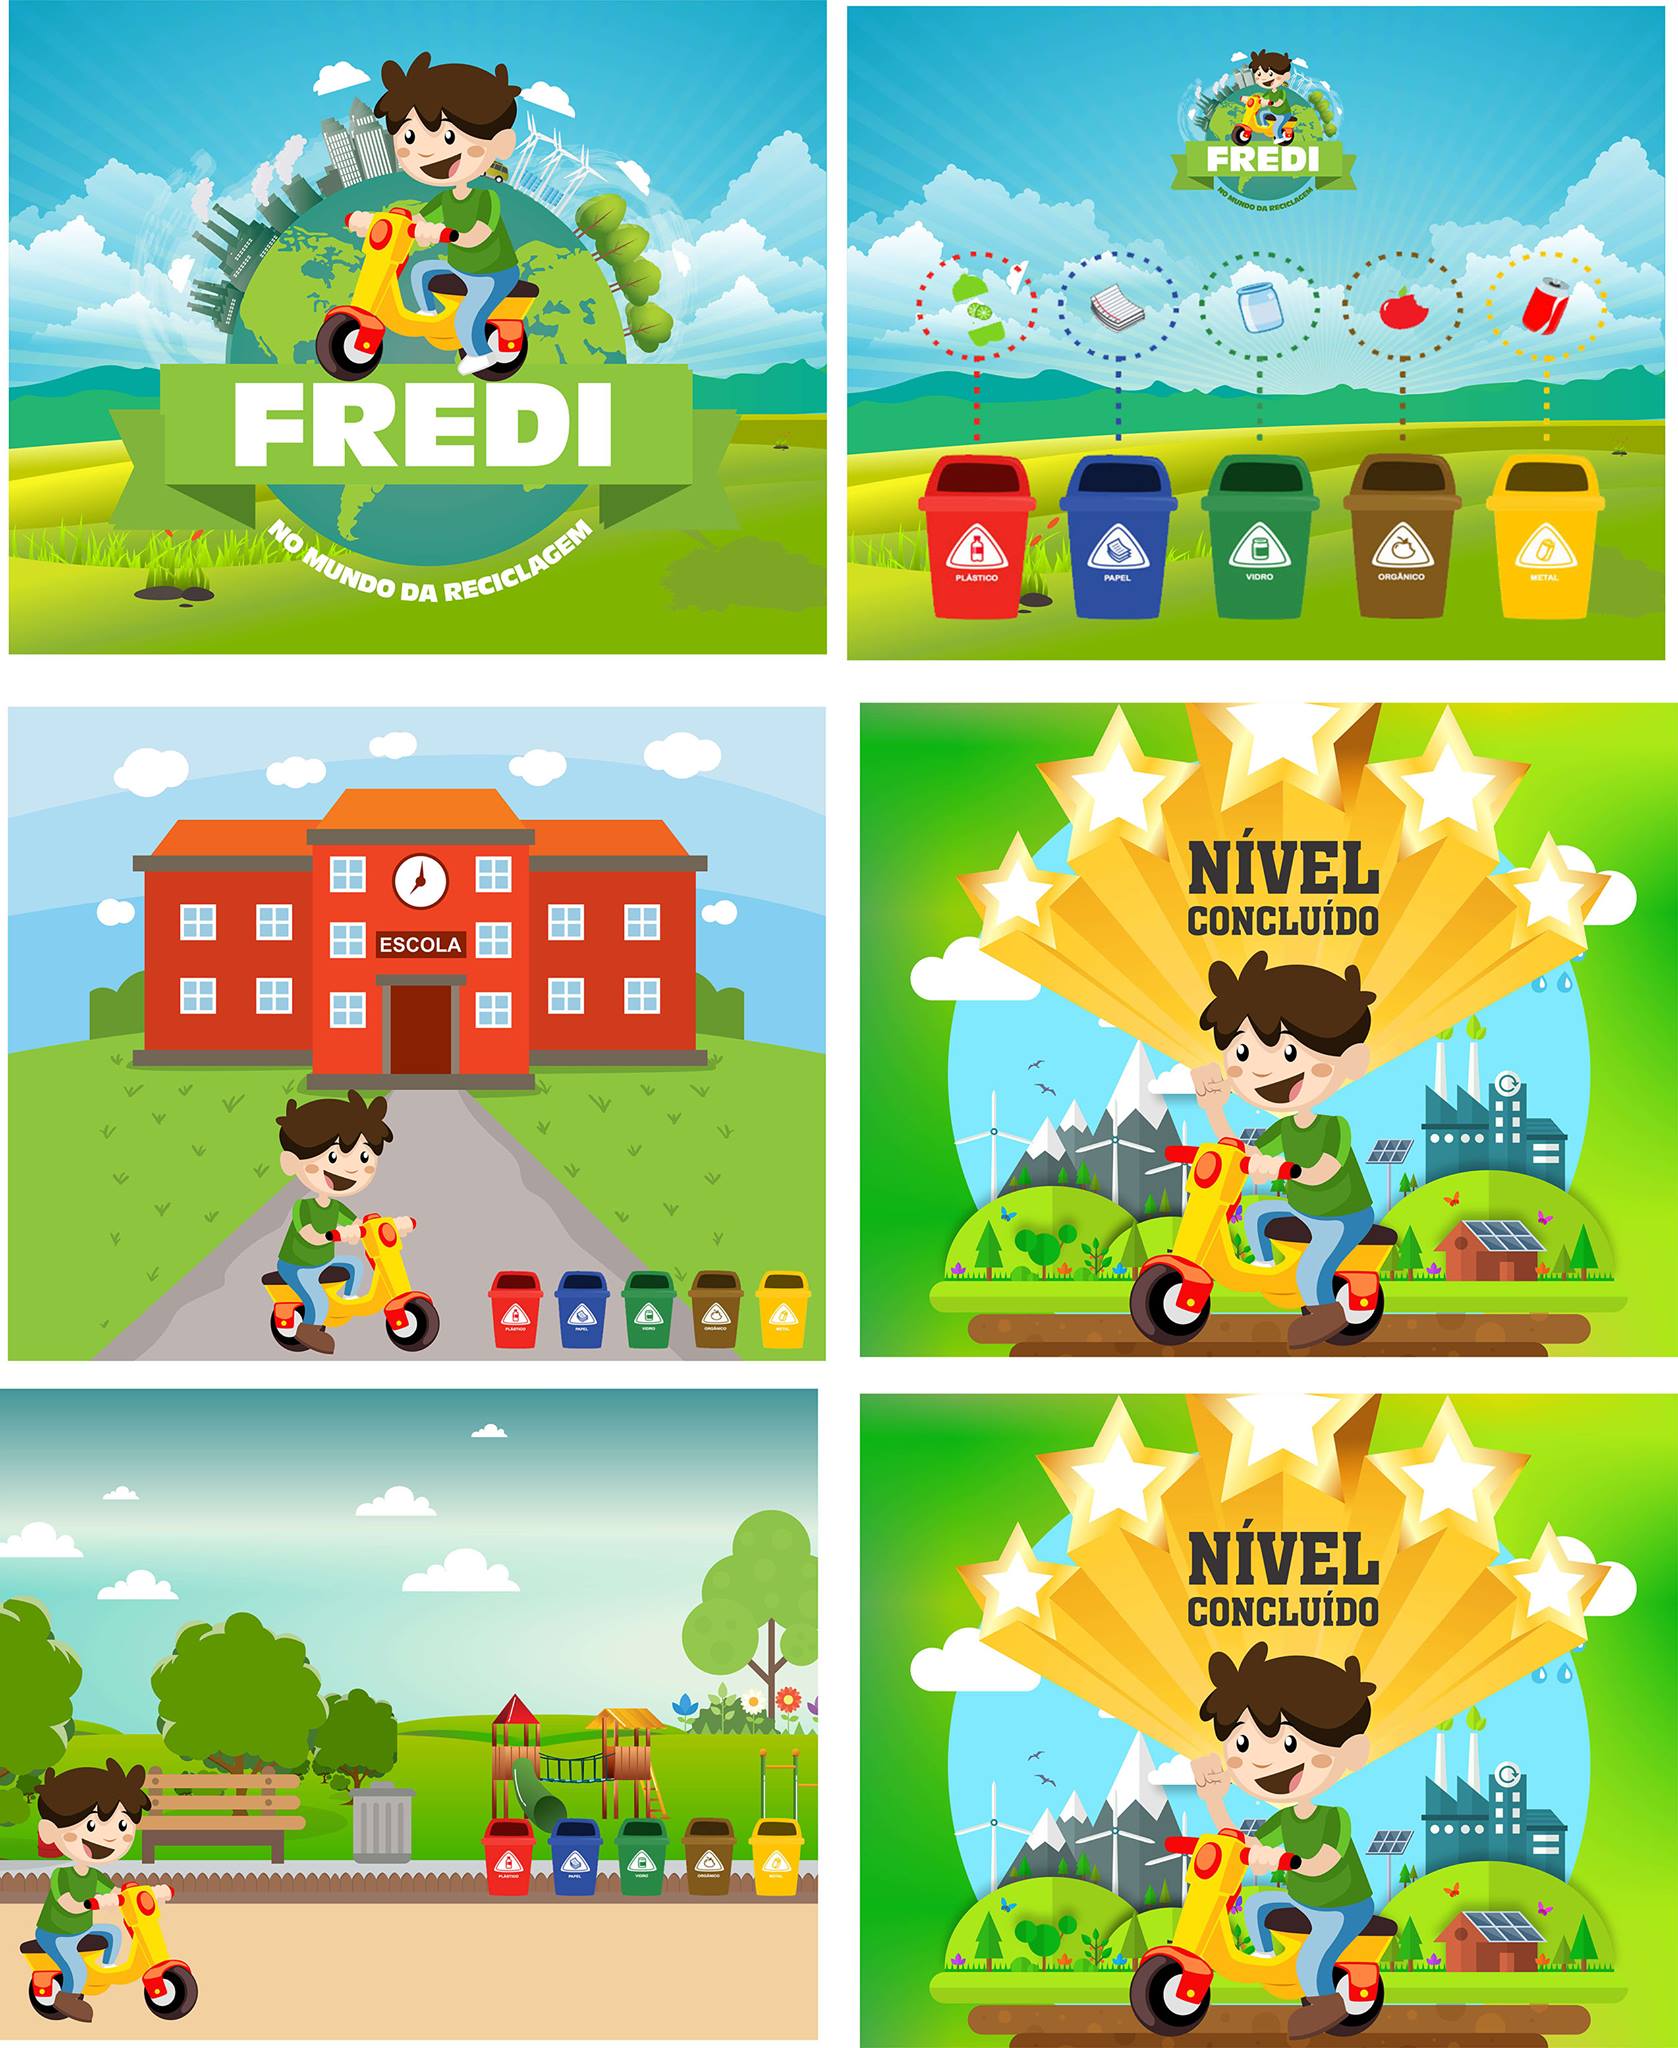 FREDI
NO MUNDO DA RECICLAGEM
FREDI
NO MUNDO DA RECICLAGEM
PLÁSTICO
PAPEL
VIDRO
ORGÂNICO
METAL
ESCOLA
PLÁSTICO
PAPEL
VIDRO
ORGÂNICO
METAL
NÍVEL
CONCLUÍDO
PLÁSTICO
PAPEL
VIDRO
ORGÂNICO
METAL
NÍVEL
CONCLUÍDO